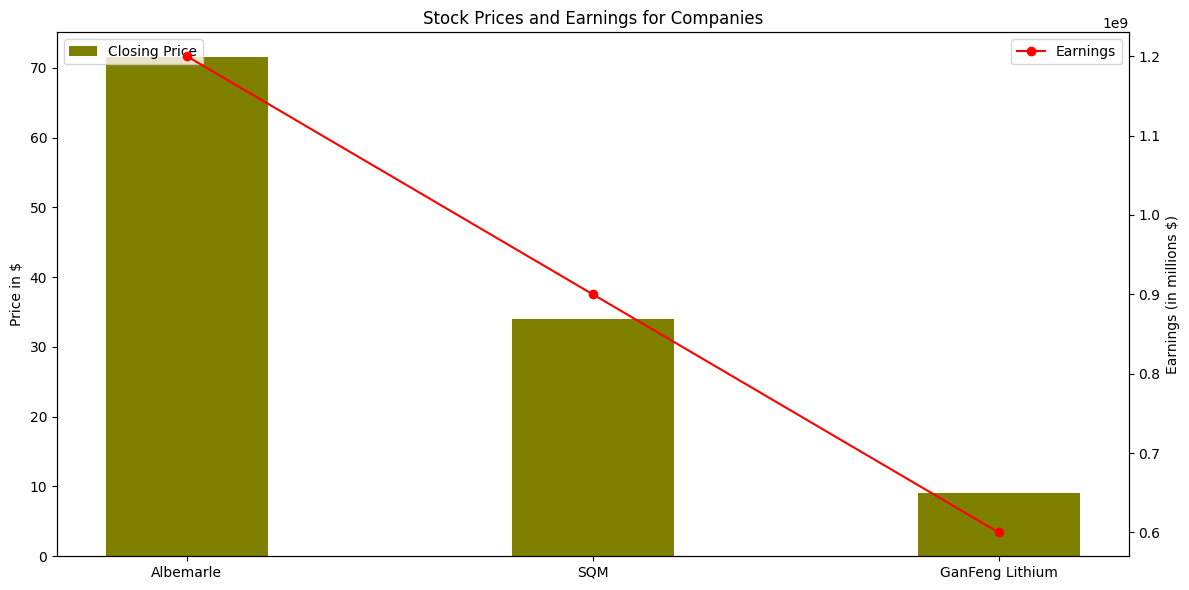 Stock Prices and Earnings for Companies
1e9
Closing Price
Earnings
70
60
50
40
30
20
10
0
Price in $
1.2
1.1
1.0
0.9
0.8
0.7
0.6
Earnings (in millions $)
Albemarle
SQM
GanFeng Lithium